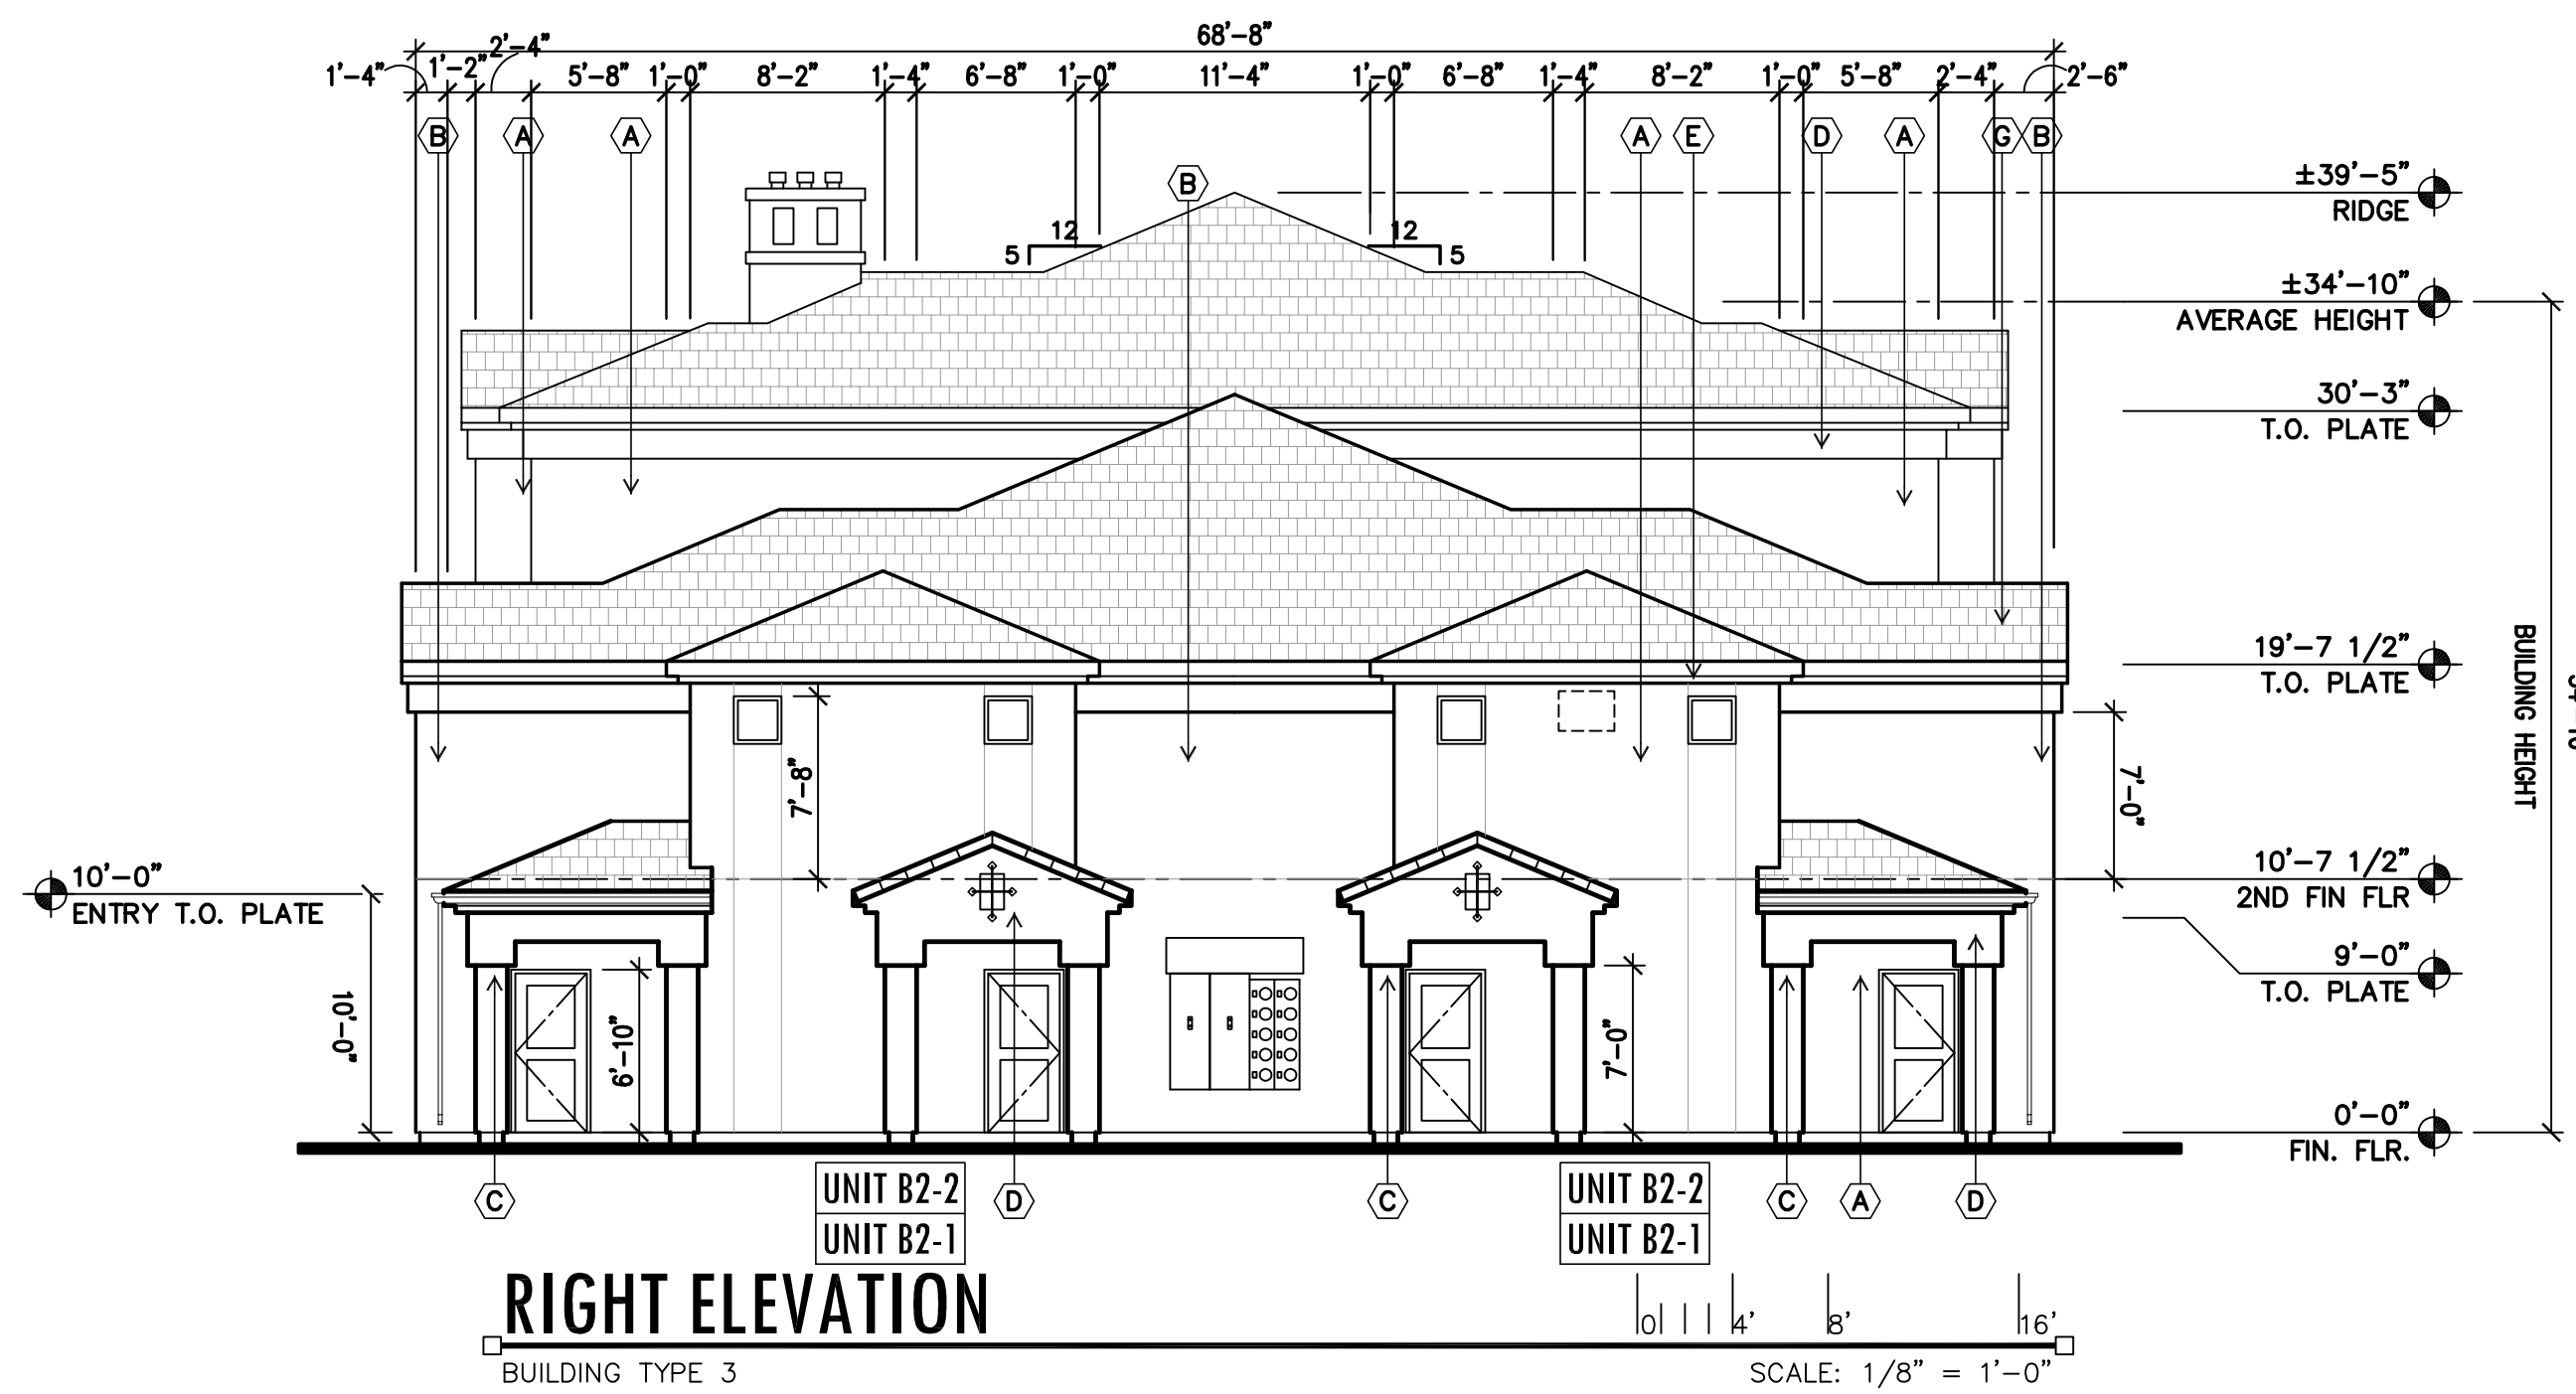 68'-8"
1'-4" 1'-2" 2'-4" 5'-8" 1'-0" 8'-2" 1'-4" 6'-8" 1'-0" 11'-4" 1'-0" 6'-8" 1'-4" 8'-2" 1'-0" 5'-8" 2'-4" 2'-6"
B A A B A E D A G B
±39'-5"
RIDGE
12 12
5 5
±34'-10"
AVERAGE HEIGHT
30'-3"
T.O. PLATE
19'-7 1/2"
T.O. PLATE
BUILDING HEIGHT
7'-8"
7'-0"
10'-0"
ENTRY T.O. PLATE
10'-7 1/2"
2ND FIN FLR
9'-0"
T.O. PLATE
10'-0"
6'-10"
7'-0"
0'-0"
FIN. FLR.
C D C C A D
UNIT B2-2 UNIT B2-2
UNIT B2-1 UNIT B2-1
RIGHT ELEVATION
0 4' 8' 16'
BUILDING TYPE 3
SCALE: 1/8" = 1'-0"